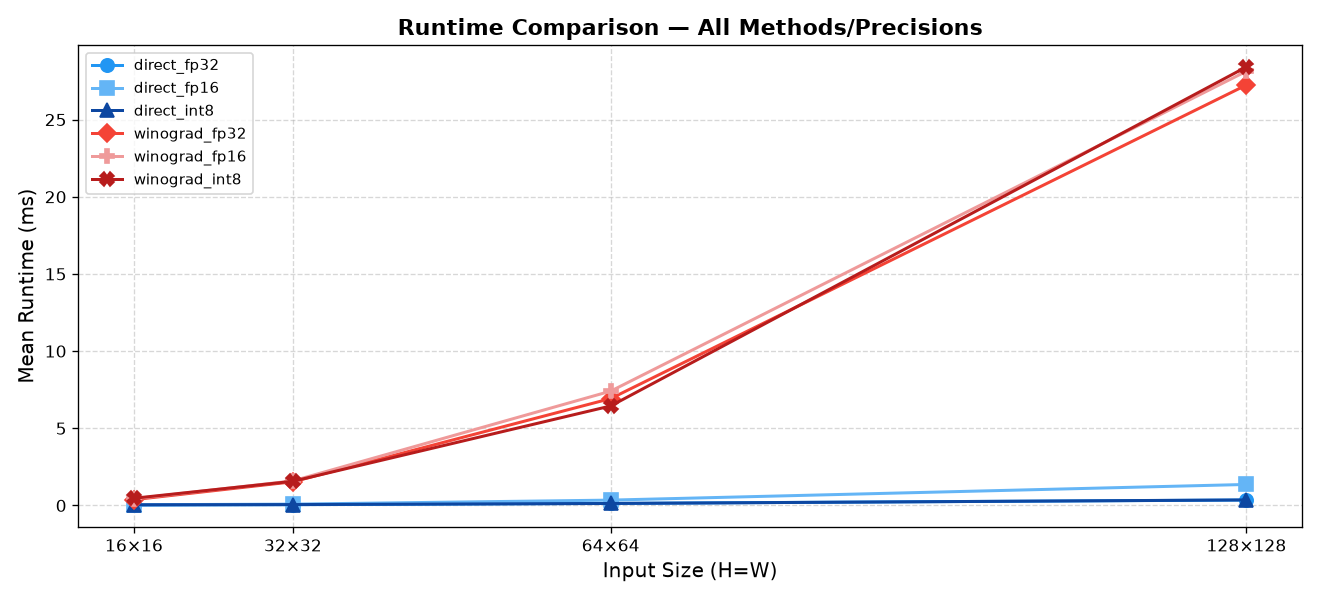 Runtime Comparison — All Methods/Precisions
direct_fp32
direct_fp16
direct_int8
winograd_fp32
winograd_fp16
winograd_int8
Mean Runtime (ms)
25
20
15
10
5
0
16×16
32×32
64×64
128×128
Input Size (H=W)